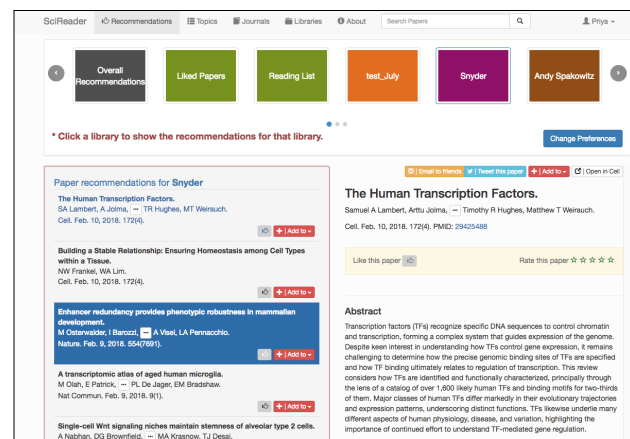 SciReader Recommendations Topics Journals Libraries About Search Papers Priya
Overall
Recommendations
Liked Papers
Reading List
test_July
Snyder
Andy Spakowitz
* Click a library to show the recommendations for that library.
Change Preferences
Paper recommendations for Snyder
The Human Transcription Factors.
SA Lambert, A Jolma, ··· TR Hughes, MT Weirauch.
Cell. Feb. 10, 2018. 172(4).
+ | Add to
Building a Stable Relationship: Ensuring Homeostasis among Cell Types
within a Tissue.
NW Frankel, WA Lim.
Cell. Feb. 10, 2018. 172(4).
+ | Add to
Enhancer redundancy provides phenotypic robustness in mammalian
development.
M Osterwalder, I Barozzi, ··· A Visel, LA Pennacchio.
Nature. Feb. 9, 2018. 554(7691).
+ | Add to
A transcriptomic atlas of aged human microglia.
M Olah, E Patrick, ··· PL De Jager, EM Bradshaw.
Nat Commun. Feb. 9, 2018. 9(1).
+ | Add to
Single-cell Wnt signaling niches maintain stemness of alveolar type 2 cells.
A Nabhan, DG Brownfield, ··· MA Krasnow, TJ Desai.
| Email to friends | Tweet this paper + | Add to | Open in Cell
The Human Transcription Factors.
Samuel A Lambert, Arttu Jolma, ··· Timothy R Hughes, Matthew T Weirauch.
Cell. Feb. 10, 2018. 172(4). PMID: 29425488
Like this paper Rate this paper ☆ ☆ ☆ ☆ ☆
Abstract
Transcription factors (TFs) recognize specific DNA sequences to control chromatin
and transcription, forming a complex system that guides expression of the genome.
Despite keen interest in understanding how TFs control gene expression, it remains
challenging to determine how the precise genomic binding sites of TFs are specified
and how TF binding ultimately relates to regulation of transcription. This review
considers how TFs are identified and functionally characterized, principally through
the lens of a catalog of over 1,600 likely human TFs and binding motifs for two-thirds
of them. Major classes of human TFs differ markedly in their evolutionary trajectories
and expression patterns, underscoring distinct functions. TFs likewise underlie many
different aspects of human physiology, disease, and variation, highlighting the
importance of continued effort to understand TF-mediated gene regulation.